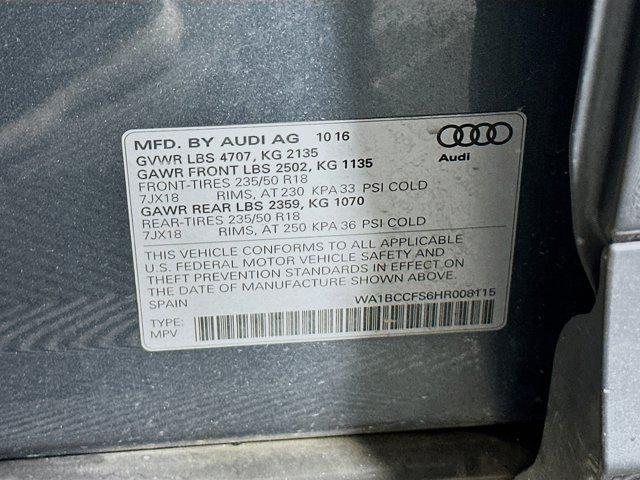 MFD. BY AUDI AG 10 16
Audi
GVWR LBS 4707, KG 2135
GAWR FRONT LBS 2502, KG 1135
FRONT-TIRES 235/50 R18
7JX18 RIMS, AT 230 KPA 33 PSI COLD
GAWR REAR LBS 2359, KG 1070
REAR-TIRES 235/50 R18
7JX18 RIMS, AT 250 KPA 36 PSI COLD
THIS VEHICLE CONFORMS TO ALL APPLICABLE
U.S. FEDERAL MOTOR VEHICLE SAFETY AND
THEFT PREVENTION STANDARDS IN EFFECT ON
THE DATE OF MANUFACTURE SHOWN ABOVE.
SPAIN WA1BCCFS6HR008115
TYPE:
MPV